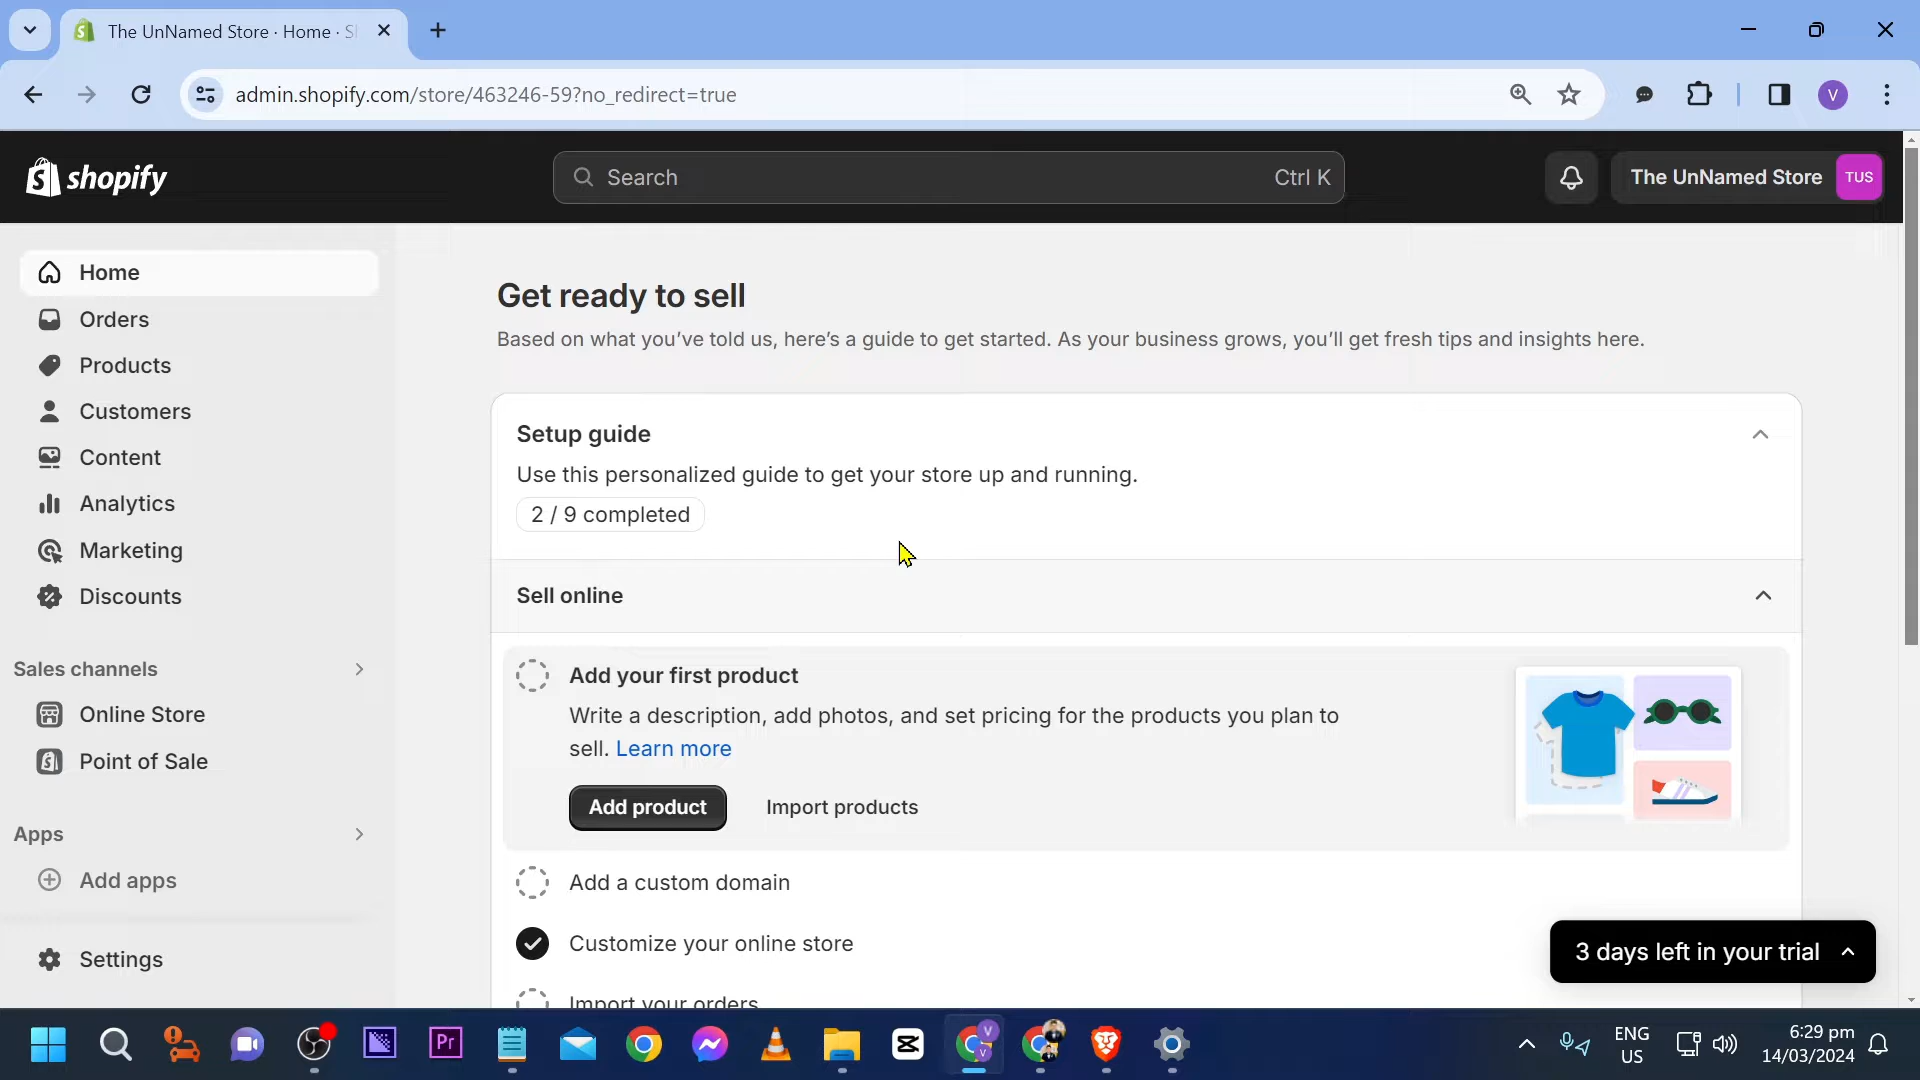 The UnNamed Store · Home · S
admin.shopify.com/store/463246-59?no_redirect=true
V
shopify
Search
Ctrl K
The UnNamed Store
TUS
Home
Orders
Products
Customers
Content
Analytics
Marketing
Discounts
Sales channels
Online Store
Point of Sale
Apps
Add apps
Settings
Get ready to sell
Based on what you've told us, here's a guide to get started. As your business grows, you'll get fresh tips and insights here.
Setup guide
Use this personalized guide to get your store up and running.
2 / 9 completed
Sell online
Add your first product
Write a description, add photos, and set pricing for the products you plan to
sell. Learn more
Add product
Import products
Add a custom domain
Customize your online store
Import your orders
3 days left in your trial
Pr
V
V
ENG
US
6:29 pm
14/03/2024